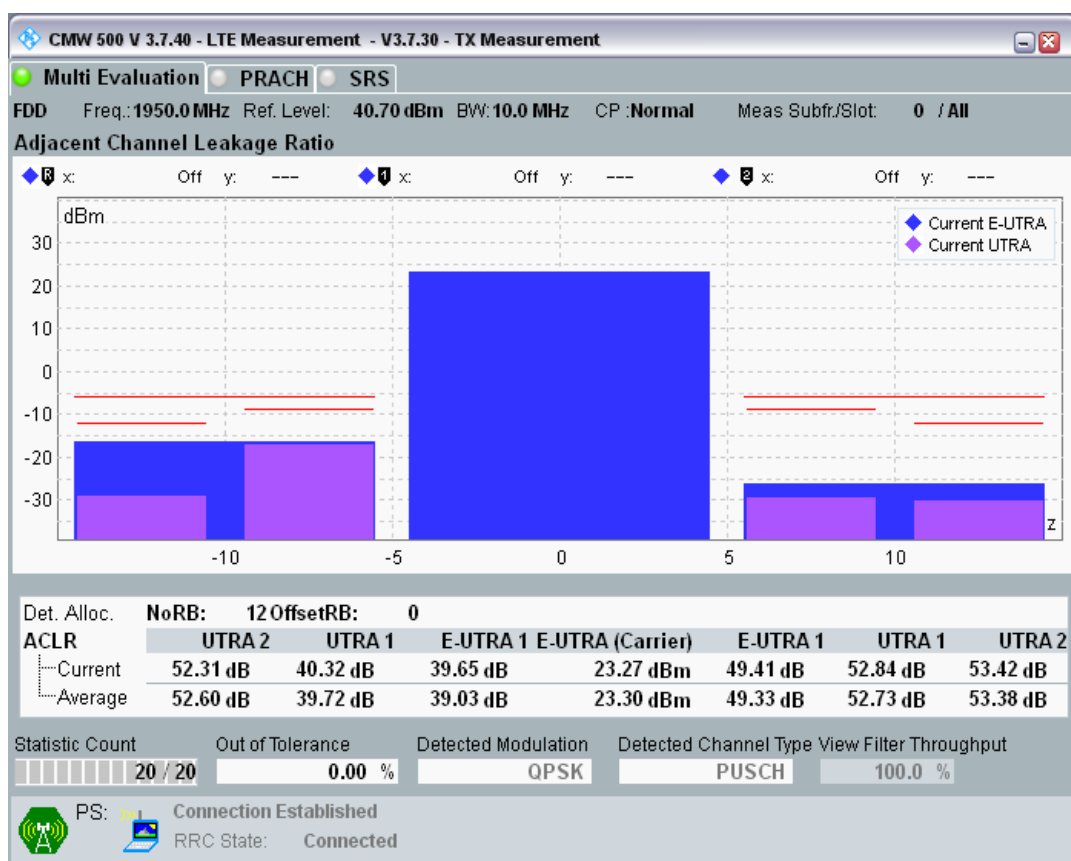 CMW 500 V 3.7.40 - LTE Measurement - V3.7.30 - TX Measurement
Multi Evaluation PRACH SRS
FDD Freq.: 1950.0 MHz Ref. Level: 40.70 dBm BW: 10.0 MHz CP : Normal Meas Subfr./Slot: 0 / All
Adjacent Channel Leakage Ratio
R x: Off y: --- 1 x: Off y: --- 2 x: Off y: ---
dBm
Current E-UTRA
Current UTRA
30
20
10
0
-10
-20
-30
z
-10 -5 0 5 10
Det. Alloc. NoRB: 12 OffsetRB: 0
ACLR UTRA 2 UTRA 1 E-UTRA 1 E-UTRA (Carrier) E-UTRA 1 UTRA 1 UTRA 2
Current 52.31 dB 40.32 dB 39.65 dB 23.27 dBm 49.41 dB 52.84 dB 53.42 dB
Average 52.60 dB 39.72 dB 39.03 dB 23.30 dBm 49.33 dB 52.73 dB 53.38 dB
Statistic Count Out of Tolerance Detected Modulation Detected Channel Type View Filter Throughput
20 / 20 0.00 % QPSK PUSCH 100.0 %
PS: Connection Established
RRC State: Connected